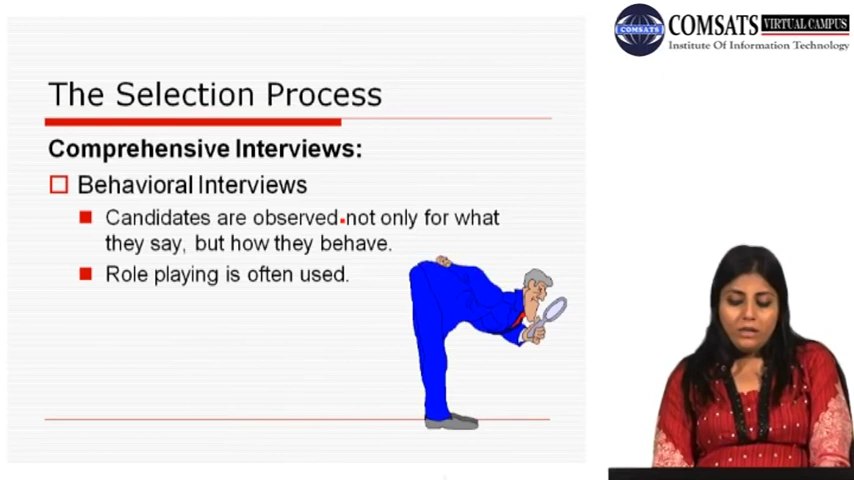 COMSATS VIRTUAL CAMPUS
COMSATS
Institute Of Information Technology
The Selection Process
Comprehensive Interviews:
Behavioral Interviews
Candidates are observed not only for what
they say, but how they behave.
Role playing is often used.